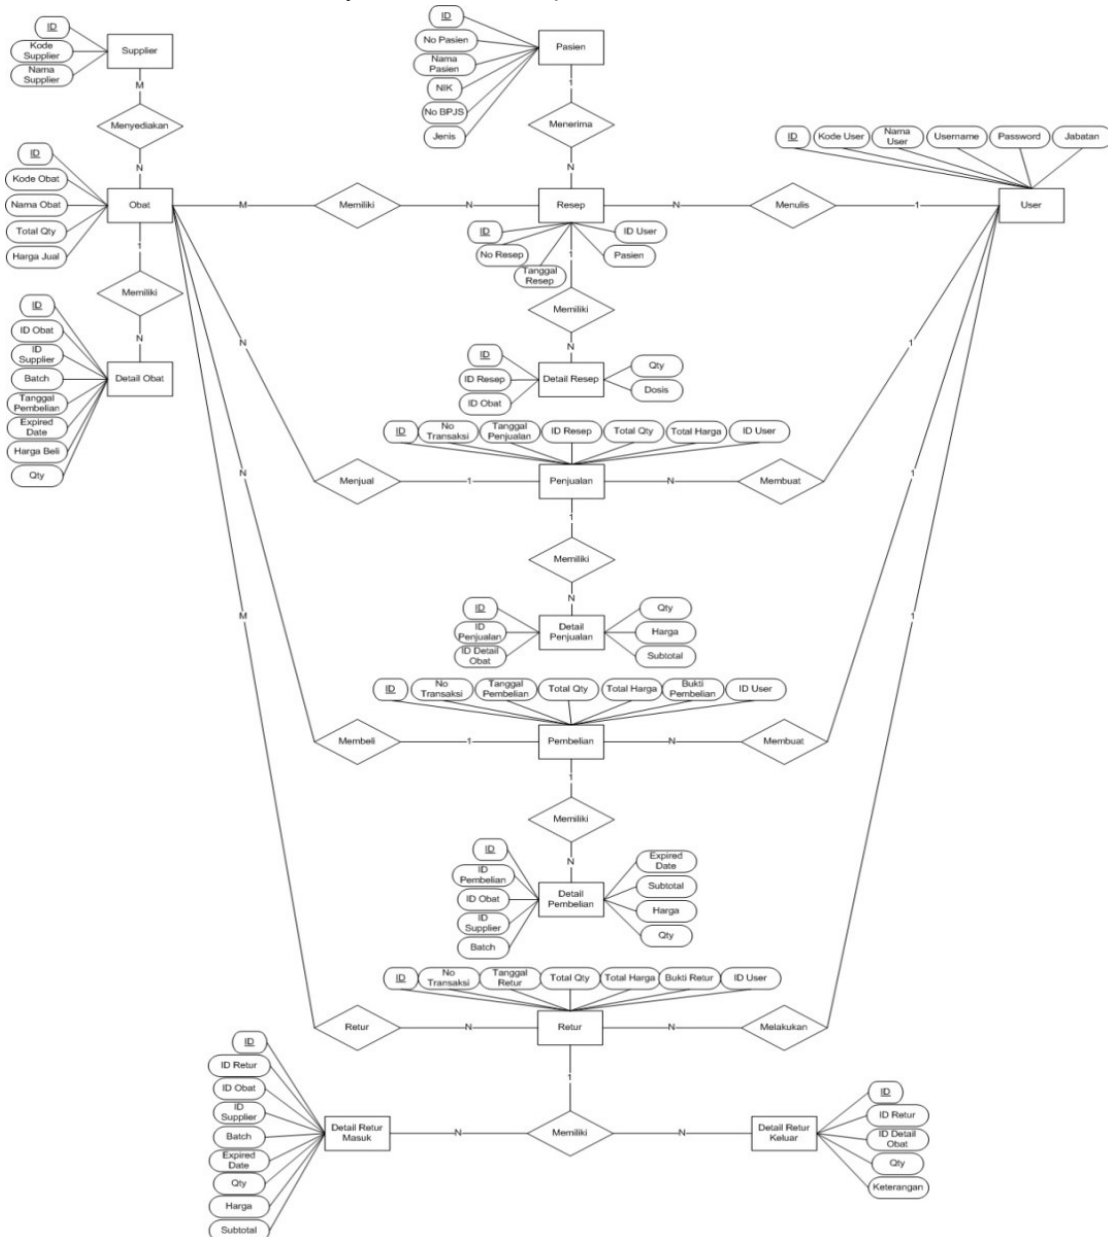 ID
Kode
Supplier
Nama
Supplier
Supplier
M
Menyediakan
N
ID
No Pasien
Nama
Pasien
NIK
No BPJS
Jenis
Pasien
1
Menerima
N
ID
Kode User
Nama
User
Username
Password
Jabatan
User
ID
Kode Obat
Nama Obat
Total Qty
Harga Jual
Obat
M
Memiliki
N
Resep
N
Menulis
1
ID
No Resep
Tanggal
Resep
ID User
Pasien
1
Memiliki
N
1
Memiliki
N
ID
ID Obat
ID
Supplier
Batch
Tanggal
Pembelian
Expired
Date
Harga Beli
Qty
Detail Obat
ID
ID Resep
ID Obat
Detail Resep
Qty
Dosis
N
1
ID
No
Transaksi
Tanggal
Penjualan
ID Resep
Total Qty
Total Harga
ID User
N
1
Menjual
1
Penjualan
N
Membuat
1
Memiliki
N
M
1
ID
ID
Penjualan
ID Detail
Obat
Detail
Penjualan
Qty
Harga
Subtotal
ID
No
Transaksi
Tanggal
Pembelian
Total Qty
Total Harga
Bukti
Pembelian
ID User
Membeli
1
Pembelian
N
Membuat
1
Memiliki
N
ID
ID
Pembelian
ID Obat
ID
Supplier
Batch
Detail
Pembelian
Expired
Date
Subtotal
Harga
Qty
ID
No
Transaksi
Tanggal
Retur
Total Qty
Total Harga
Bukti Retur
ID User
Retur
N
Retur
N
Melakukan
1
ID
ID Retur
ID Obat
ID
Supplier
Batch
Expired
Date
Qty
Harga
Subtotal
Detail Retur
Masuk
N
Memiliki
N
Detail Retur
Keluar
ID
ID Retur
ID Detail
Obat
Qty
Keterangan